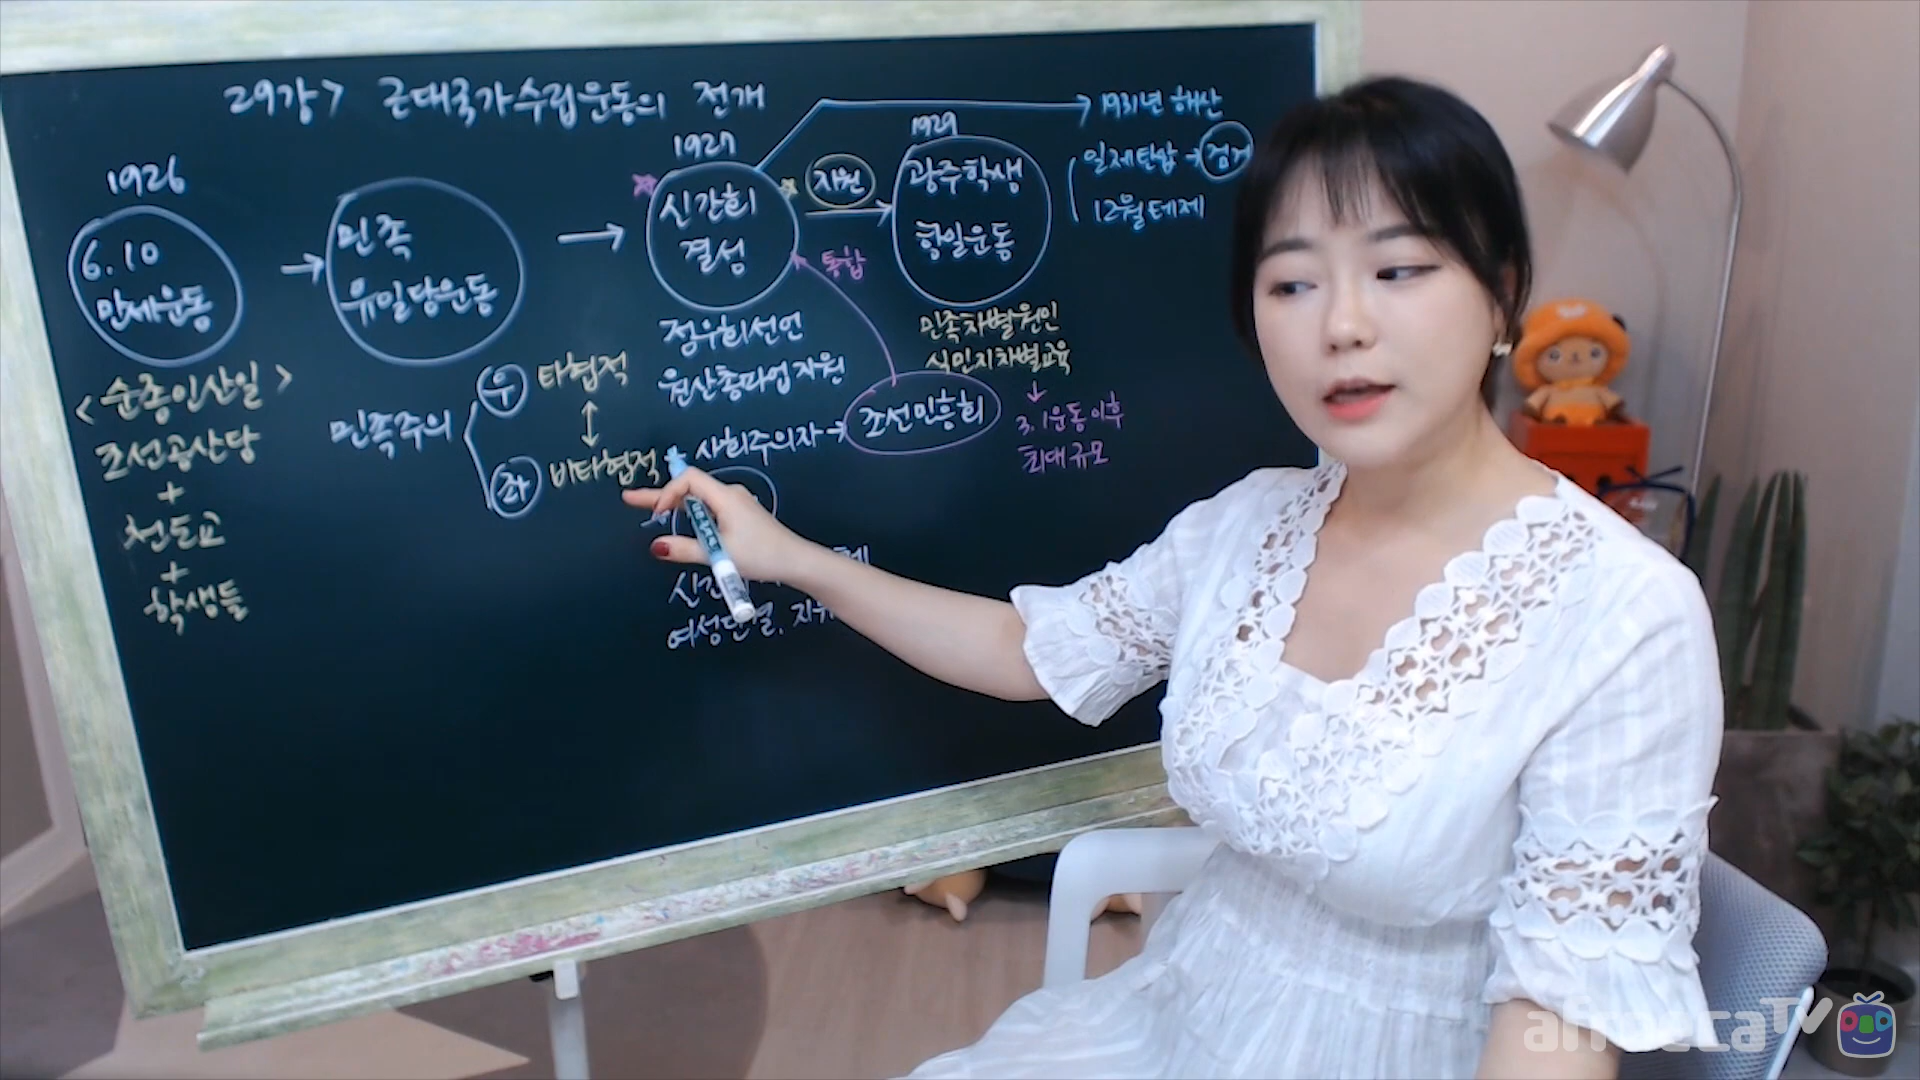 29강> 근대국가수립운동의 전개
1926
6.10
만세운동
<순종인산일>
조선공산당
+
천도교
+
학생들
민족
유일당운동
민족주의
우 타협적
좌 비타협적
1927
신간회
결성
정우회선언
원산총파업 지원
+ 사회주의자→
조선민흥회
통합
여성단결,
지원
1929
광주학생
항일운동
민족차별 원인
식민지차별교육
3.1운동 이후
최대규모
1931년 해산
일제탄압→검거
12월 테제
afreecaTV